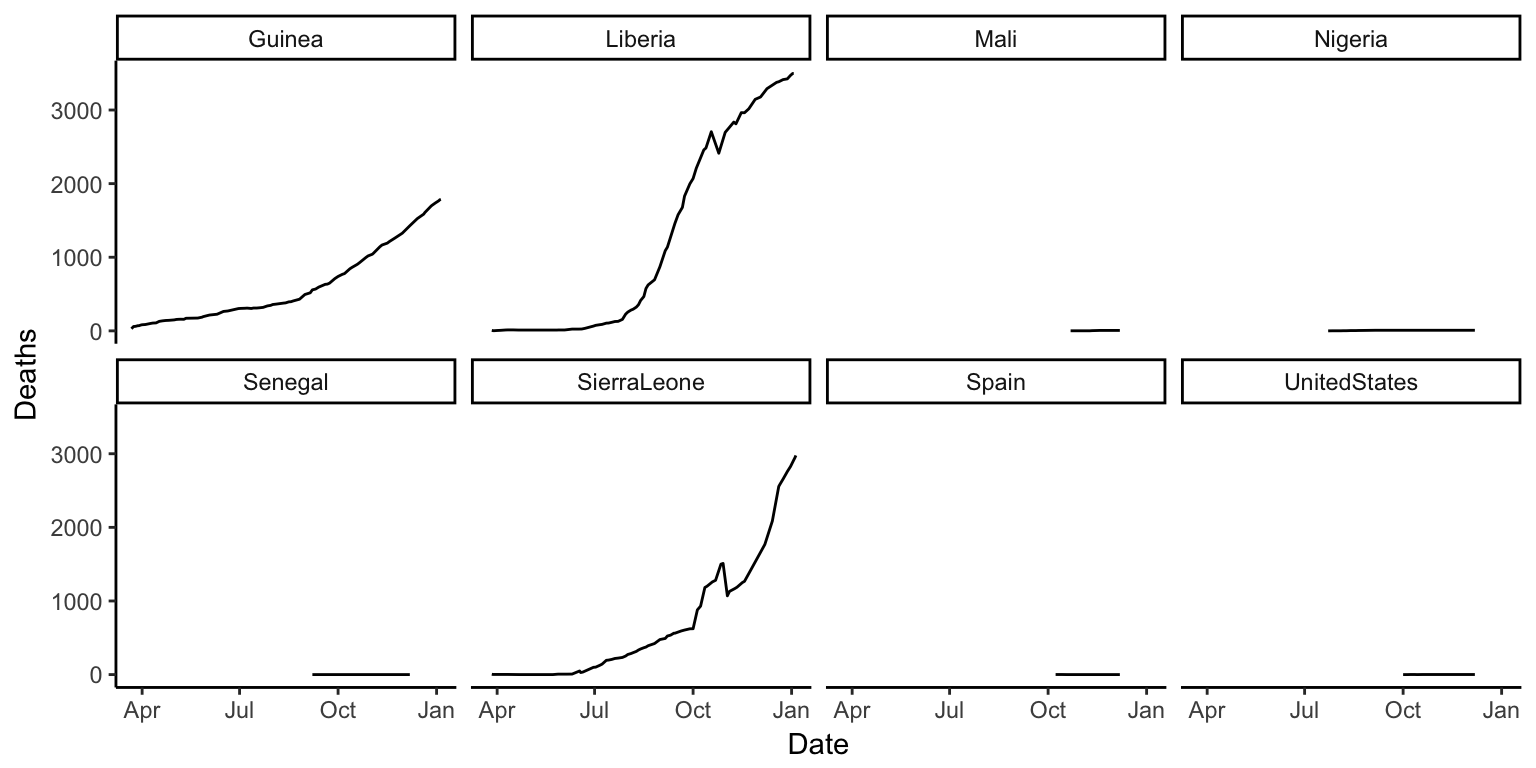 Guinea Liberia Mali Nigeria
3000
2000
1000
0
Deaths
Senegal SierraLeone Spain UnitedStates
3000
2000
1000
0
Apr Jul Oct Jan Apr Jul Oct Jan Apr Jul Oct Jan Apr Jul Oct Jan
Date